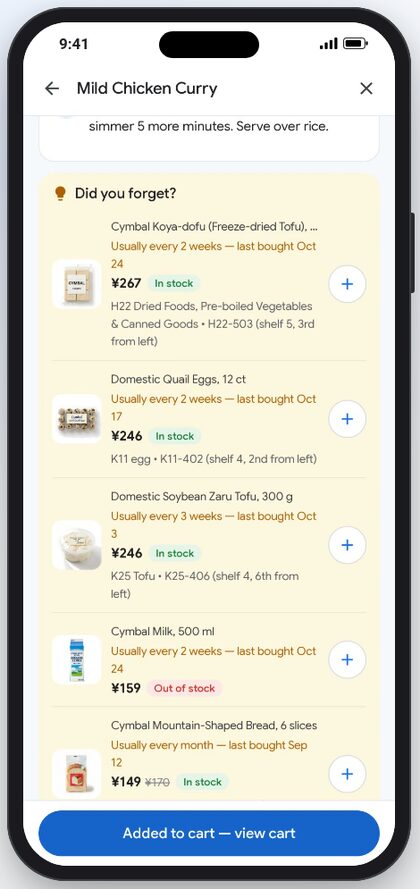 9:41
Mild Chicken Curry
simmer 5 more minutes. Serve over rice.
Did you forget?
Cymbal Koya-dofu (Freeze-dried Tofu), ...
Usually every 2 weeks — last bought Oct
24
¥267 In stock
H22 Dried Foods, Pre-boiled Vegetables
& Canned Goods • H22-503 (shelf 5, 3rd
from left)
CYMBAL
Domestic Quail Eggs, 12 ct
Usually every 2 weeks — last bought Oct
17
¥246 In stock
K11 egg • K11-402 (shelf 4, 2nd from left)
Domestic Soybean Zaru Tofu, 300 g
Usually every 3 weeks — last bought Oct
3
¥246 In stock
K25 Tofu • K25-406 (shelf 4, 6th from
left)
Cymbal Milk, 500 ml
Usually every 2 weeks — last bought Oct
24
¥159 Out of stock
Cymbal Mountain-Shaped Bread, 6 slices
Usually every month — last bought Sep
12
¥149 ¥170 In stock
Added to cart — view cart